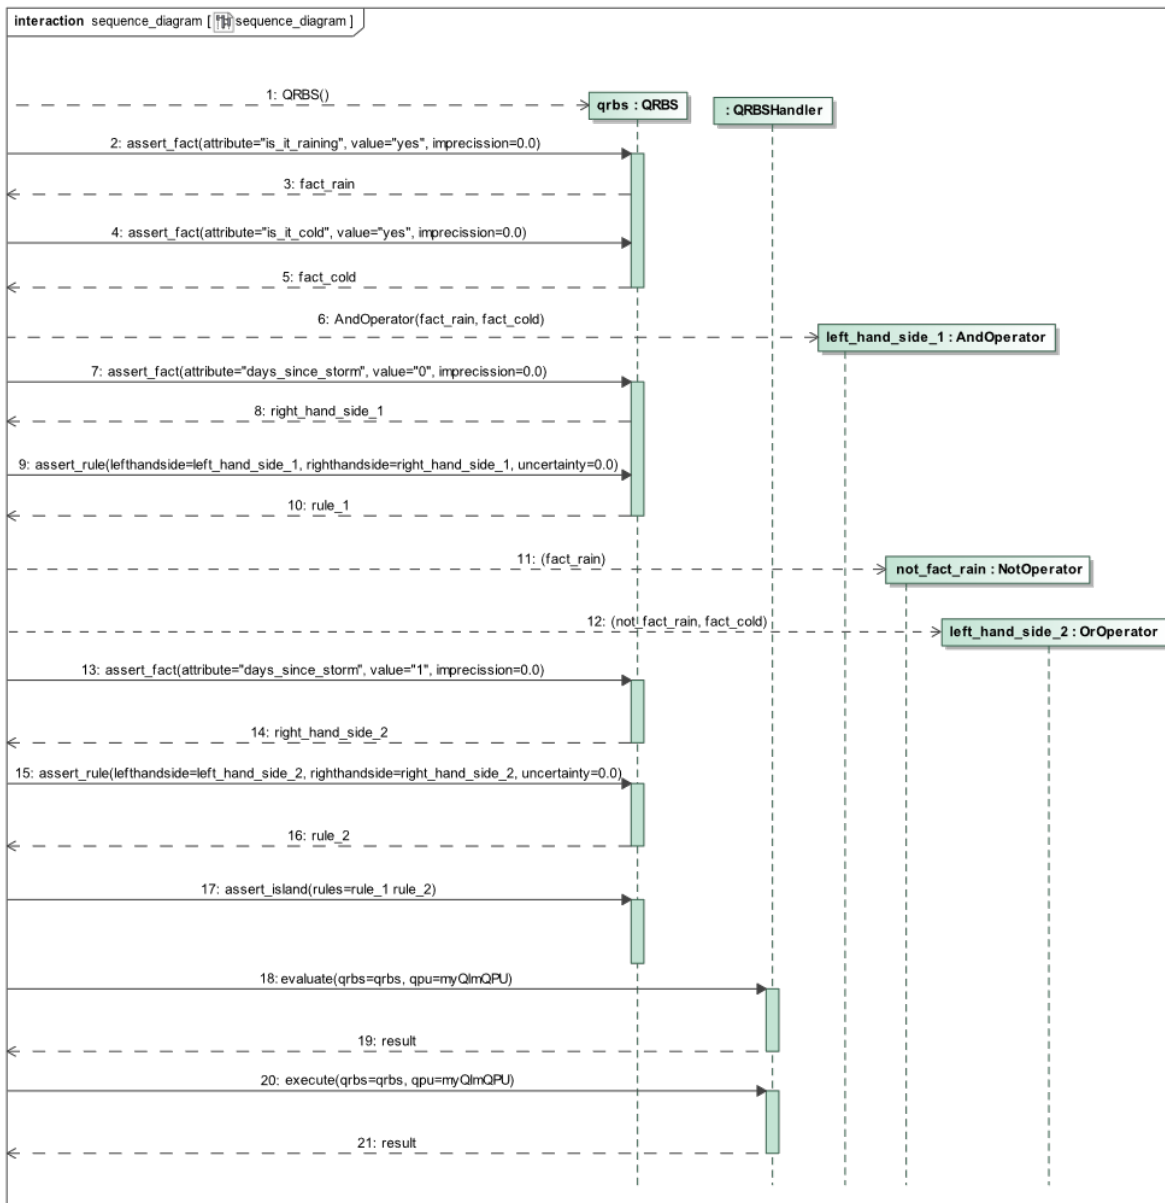 interaction sequence_diagram [ sequence_diagram ]
1: QRBS()
qrbs : QRBS
: QRBSHandler
2: assert_fact(attribute="is_it_raining", value="yes", imprecission=0.0)
3: fact_rain
4: assert_fact(attribute="is_it_cold", value="yes", imprecission=0.0)
5: fact_cold
6: AndOperator(fact_rain, fact_cold)
left_hand_side_1 : AndOperator
7: assert_fact(attribute="days_since_storm", value="0", imprecission=0.0)
8: right_hand_side_1
9: assert_rule(lefthandside=left_hand_side_1, righthandside=right_hand_side_1, uncertainty=0.0)
10: rule_1
11: (fact_rain)
not_fact_rain : NotOperator
12: (not_fact_rain, fact_cold)
left_hand_side_2 : OrOperator
13: assert_fact(attribute="days_since_storm", value="1", imprecission=0.0)
14: right_hand_side_2
15: assert_rule(lefthandside=left_hand_side_2, righthandside=right_hand_side_2, uncertainty=0.0)
16: rule_2
17: assert_island(rules=rule_1 rule_2)
18: evaluate(qrbs=qrbs, qpu=myQlmQPU)
19: result
20: execute(qrbs=qrbs, qpu=myQlmQPU)
21: result